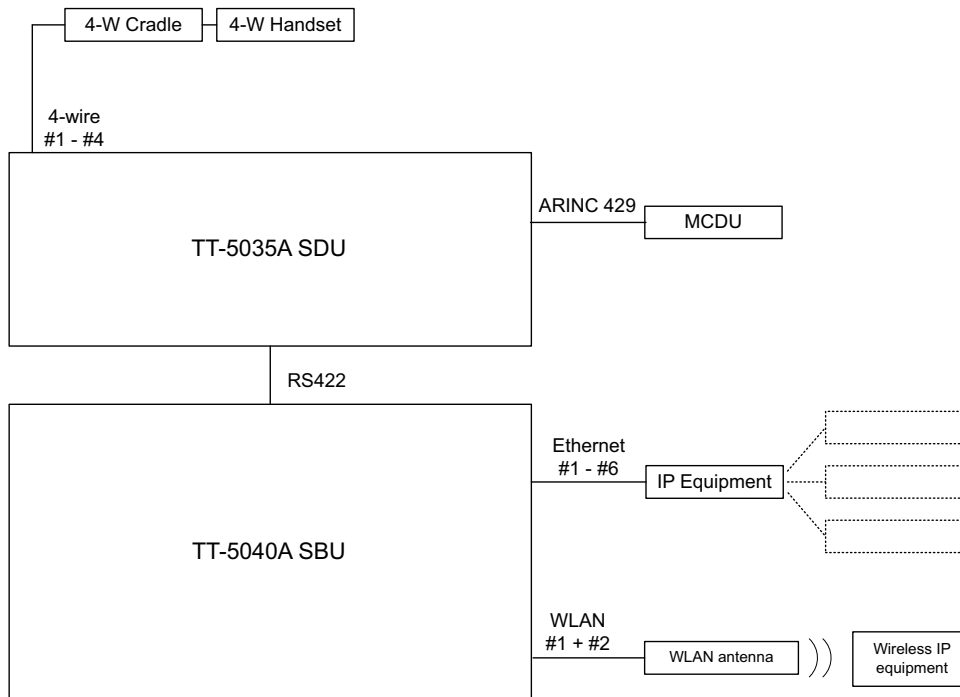 4-W Cradle
4-W Handset
4-wire
#1 - #4
ARINC 429
MCDU
TT-5035A SDU
RS422
Ethernet
#1 - #6
IP Equipment
TT-5040A SBU
WLAN
#1 + #2
WLAN antenna
Wireless IP
equipment